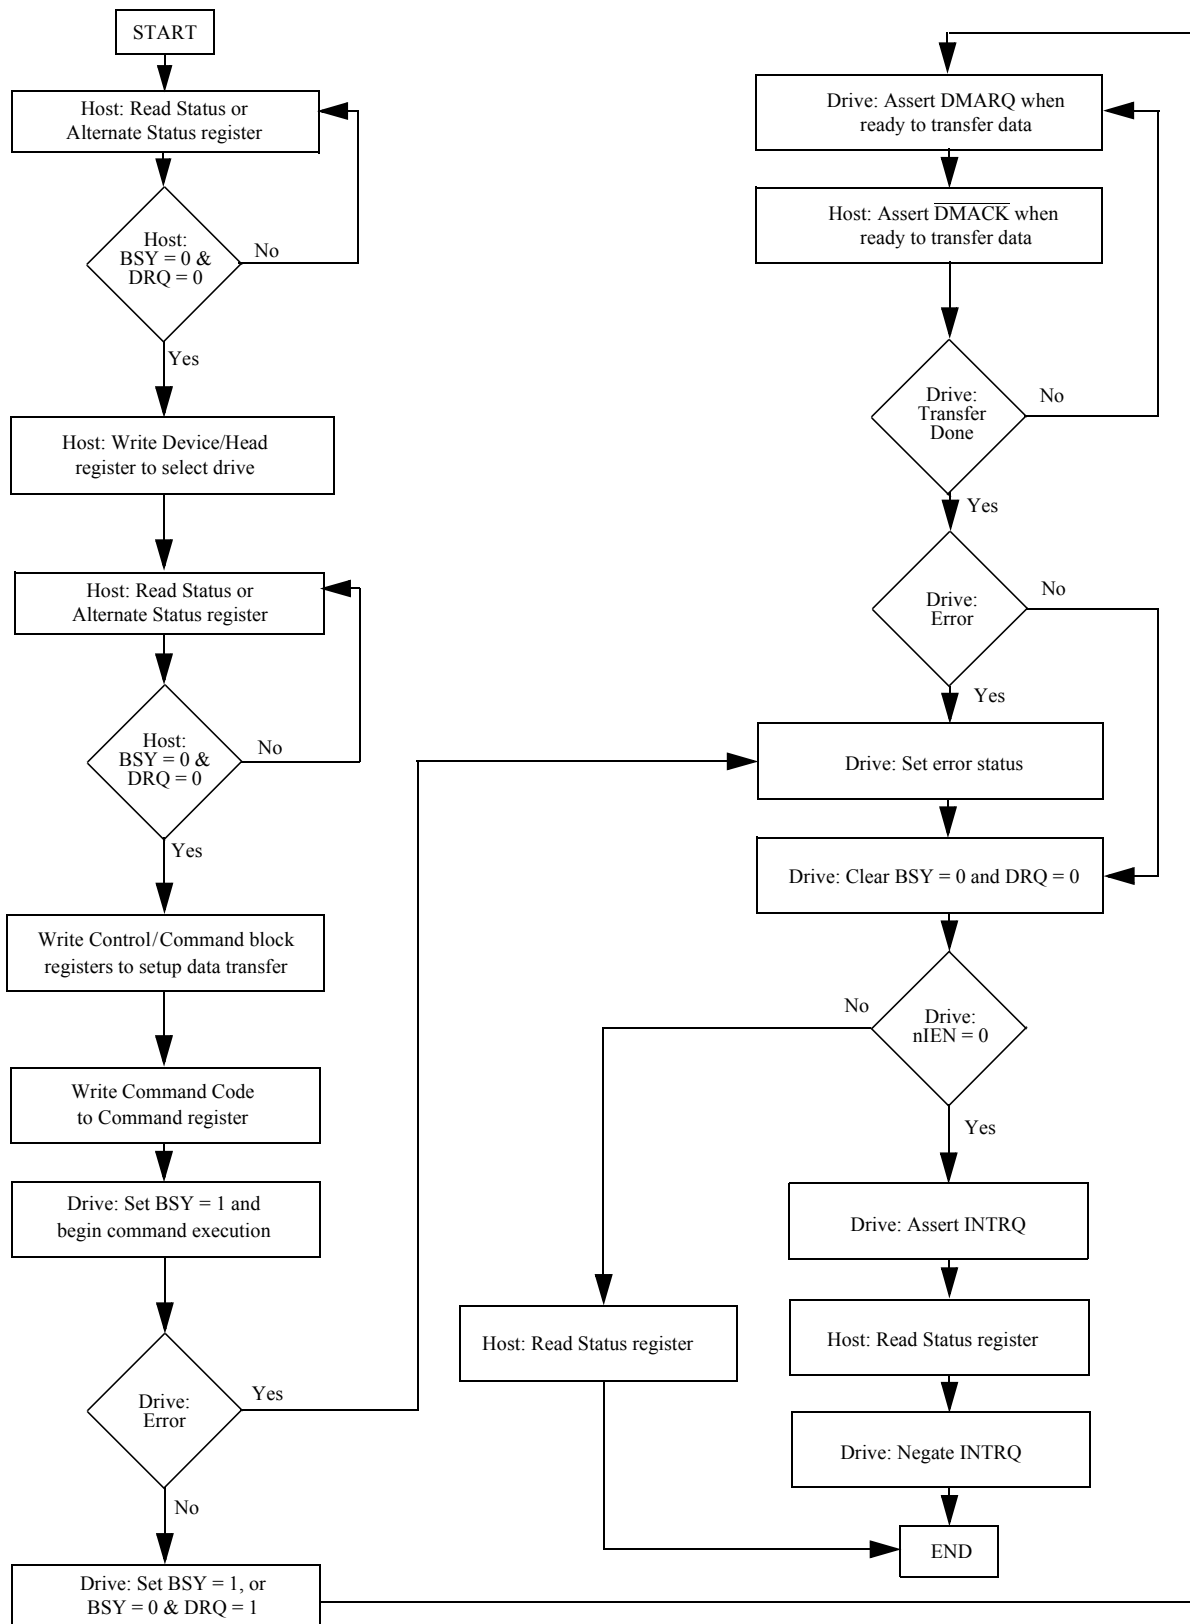 START
Host: Read Status or
Alternate Status register
Host:
BSY = 0 &
DRQ = 0
No
Yes
Host: Write Device/Head
register to select drive
Host: Read Status or
Alternate Status register
Host:
BSY = 0 &
DRQ = 0
No
Yes
Write Control/Command block
registers to setup data transfer
Write Command Code
to Command register
Drive: Set BSY = 1 and
begin command execution
Drive:
Error
Yes
No
Drive: Set BSY = 1, or
BSY = 0 & DRQ = 1
Drive: Assert DMARQ when
ready to transfer data
Host: Assert D̅M̅A̅C̅K̅ when
ready to transfer data
Drive:
Transfer
Done
No
Yes
Drive:
Error
No
Yes
Drive: Set error status
Drive: Clear BSY = 0 and DRQ = 0
Drive:
nIEN = 0
No
Yes
Host: Read Status register
Drive: Assert INTRQ
Host: Read Status register
Drive: Negate INTRQ
END